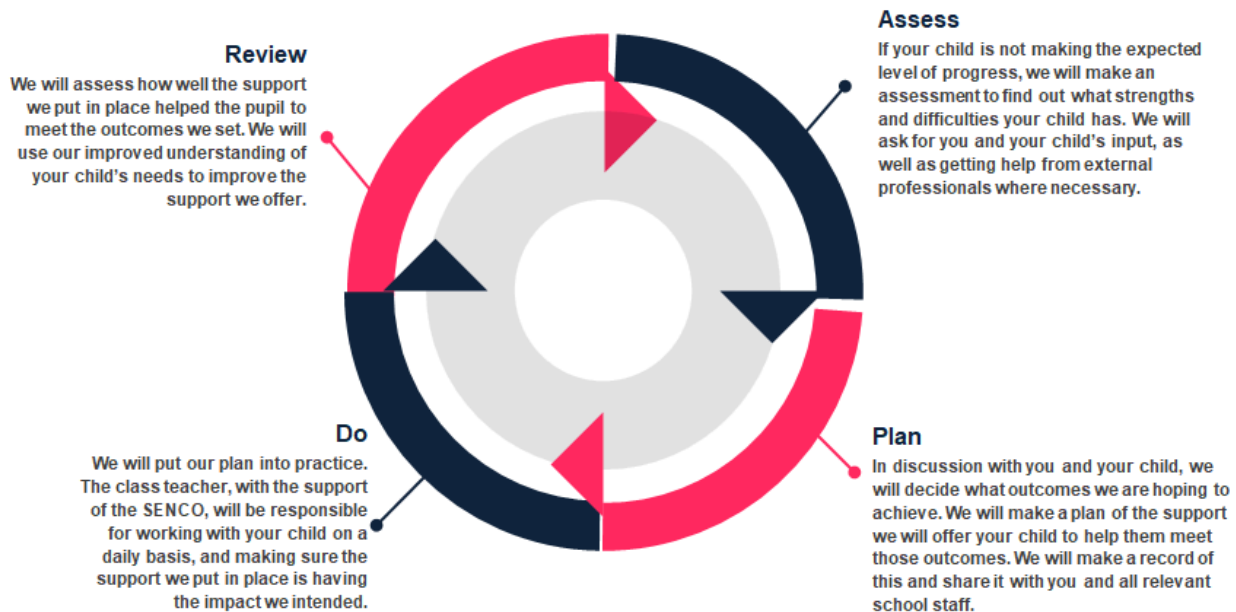 Assess
If your child is not making the expected
level of progress, we will make an
assessment to find out what strengths
and difficulties your child has. We will
ask for you and your child's input, as
well as getting help from external
professionals where necessary.
Plan
In discussion with you and your child, we
will decide what outcomes we are hoping to
achieve. We will make a plan of the support
we will offer your child to help them meet
those outcomes. We will make a record of
this and share it with you and all relevant
school staff.
Do
We will put our plan into practice.
The class teacher, with the support
of the SENCO, will be responsible
for working with your child on a
daily basis, and making sure the
support we put in place is having
the impact we intended.
Review
We will assess how well the support
we put in place helped the pupil to
meet the outcomes we set. We will
use our improved understanding of
your child's needs to improve the
support we offer.